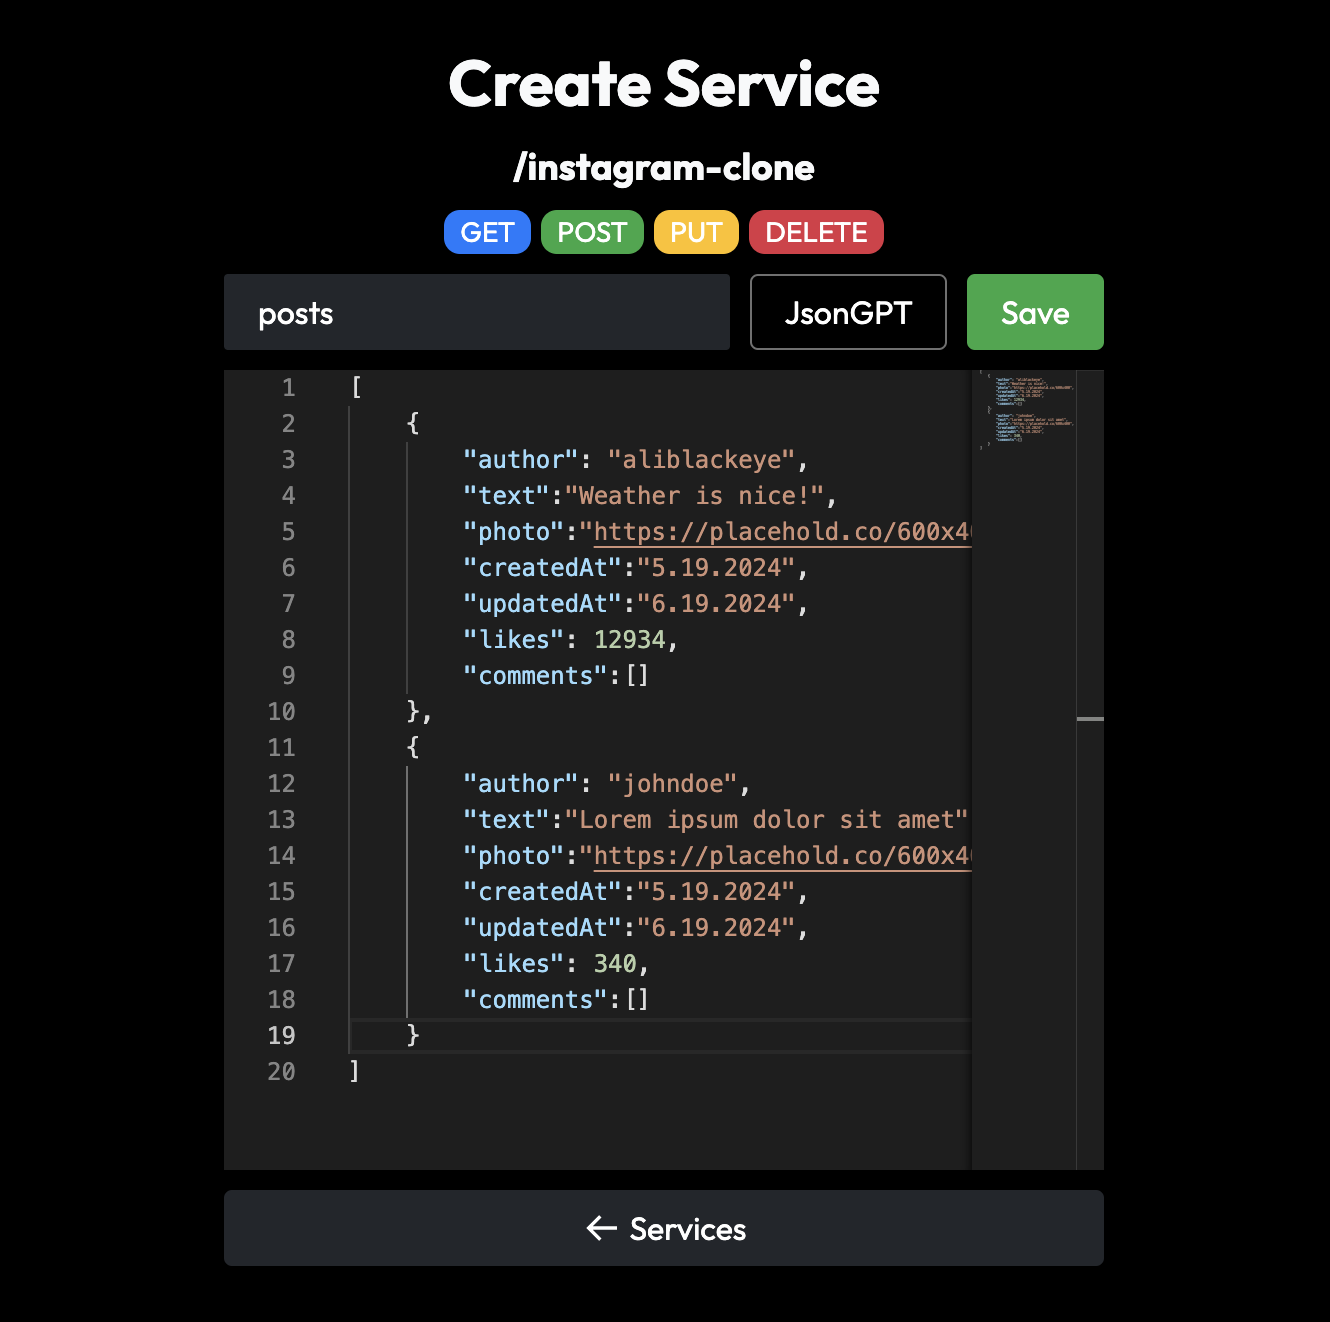 Create Service
/instagram-clone
GET POST PUT DELETE
posts JsonGPT Save
1 [
2 {
3 "author": "aliblackeye",
4 "text":"Weather is nice!",
5 "photo":"https://placehold.co/600x4
6 "createdAt":"5.19.2024",
7 "updatedAt":"6.19.2024",
8 "likes": 12934,
9 "comments":[]
10 },
11 {
12 "author": "johndoe",
13 "text":"Lorem ipsum dolor sit amet"
14 "photo":"https://placehold.co/600x4
15 "createdAt":"5.19.2024",
16 "updatedAt":"6.19.2024",
17 "likes": 340,
18 "comments":[]
19 }
20 ]
← Services